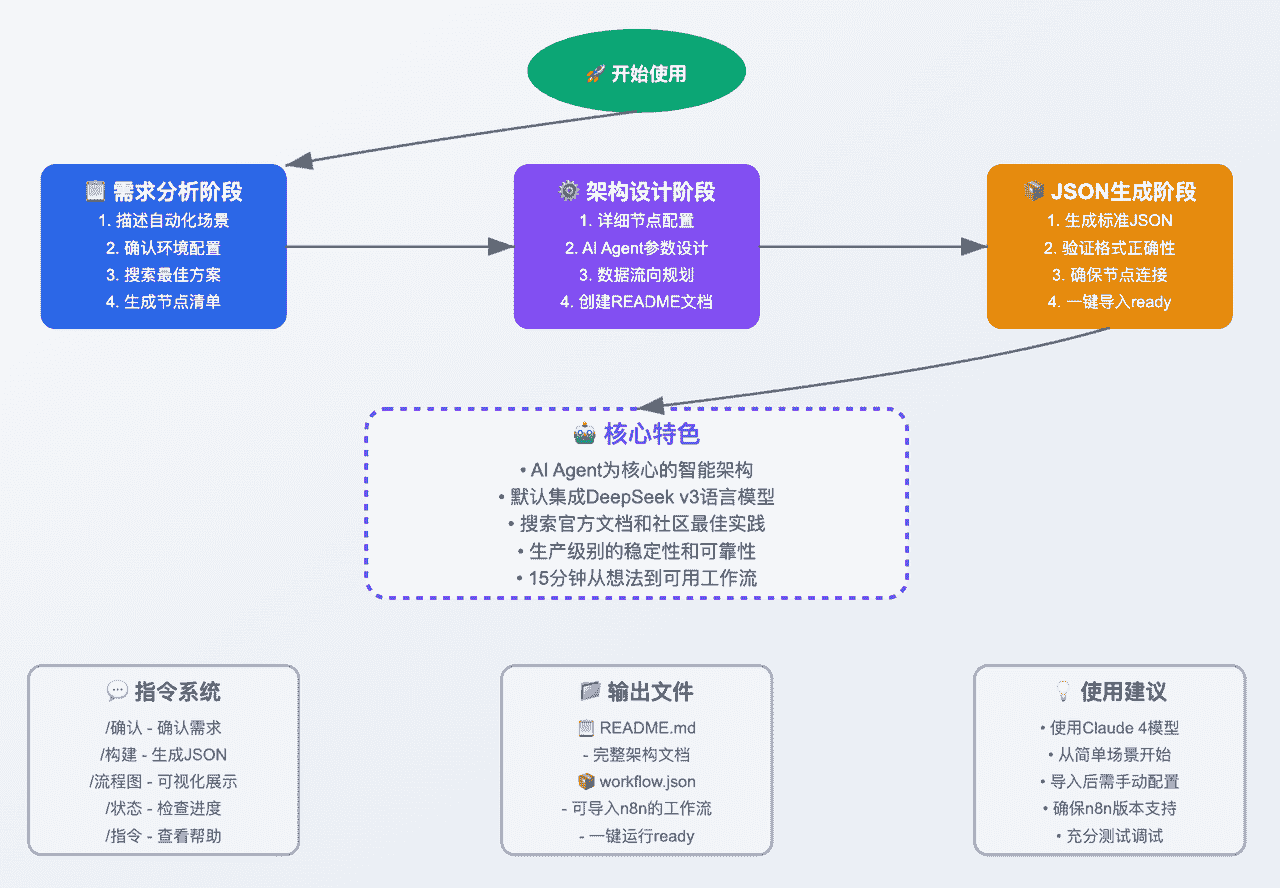 🚀 开始使用
📋 需求分析阶段
1. 描述自动化场景
2. 确认环境配置
3. 搜索最佳方案
4. 生成节点清单
⚙️ 架构设计阶段
1. 详细节点配置
2. AI Agent参数设计
3. 数据流向规划
4. 创建README文档
📦 JSON生成阶段
1. 生成标准JSON
2. 验证格式正确性
3. 确保节点连接
4. 一键导入ready
🤖 核心特色
• AI Agent为核心的智能架构
• 默认集成DeepSeek v3语言模型
• 搜索官方文档和社区最佳实践
• 生产级别的稳定性和可靠性
• 15分钟从想法到可用工作流
💬 指令系统
/确认 - 确认需求
/构建 - 生成JSON
/流程图 - 可视化展示
/状态 - 检查进度
/指令 - 查看帮助
📁 输出文件
📋 README.md
- 完整架构文档
📦 workflow.json
- 可导入n8n的工作流
- 一键运行ready
💡 使用建议
• 使用Claude 4模型
• 从简单场景开始
• 导入后需手动配置
• 确保n8n版本支持
• 充分测试调试